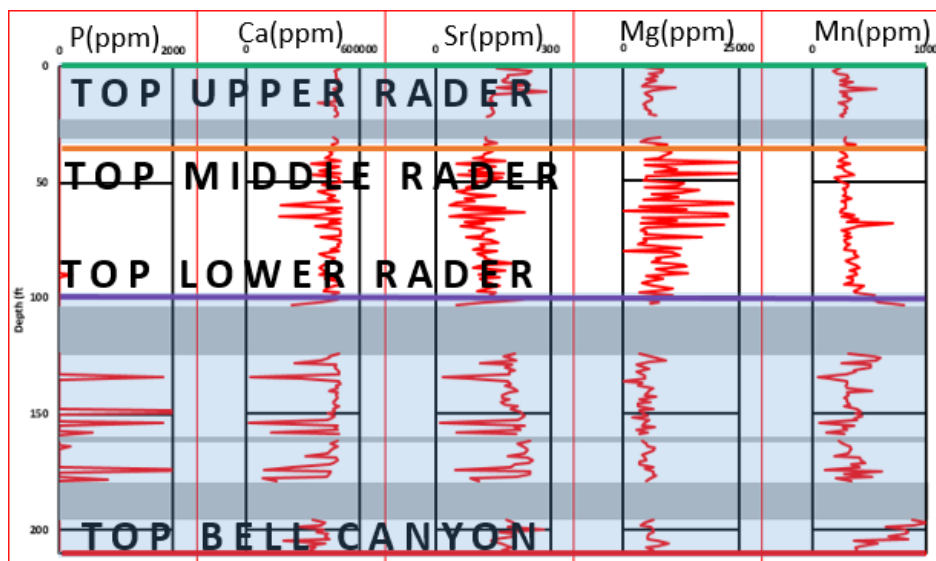 P(ppm) Ca(ppm) Sr(ppm) Mg(ppm) Mn(ppm)
0 2000 0 600000 0 300 0 25000 0 1000
0
TOP UPPER RADER
TOP MIDDLE RADER
50
TOP LOWER RADER
100
Depth (ft
150
200
TOP BELL CANYON